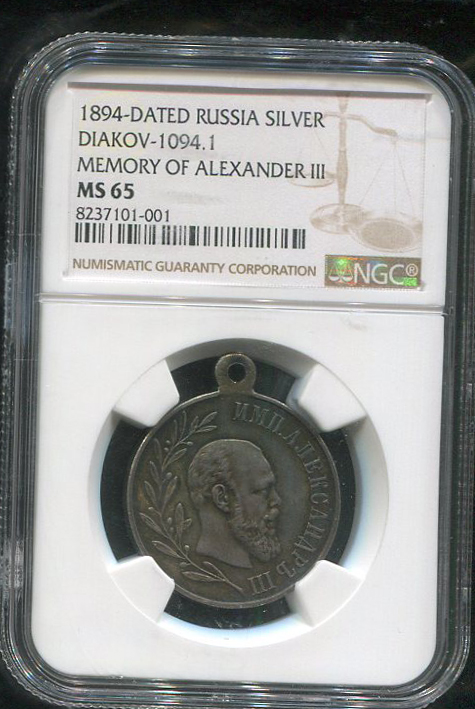 1894-DATED RUSSIA SILVER
DIAKOV-1094.1
MEMORY OF ALEXANDER III
MS 65
8237101-001
NUMISMATIC GUARANTY CORPORATION
NGC®
ИМП.АЛЕКСАНДРЪ III